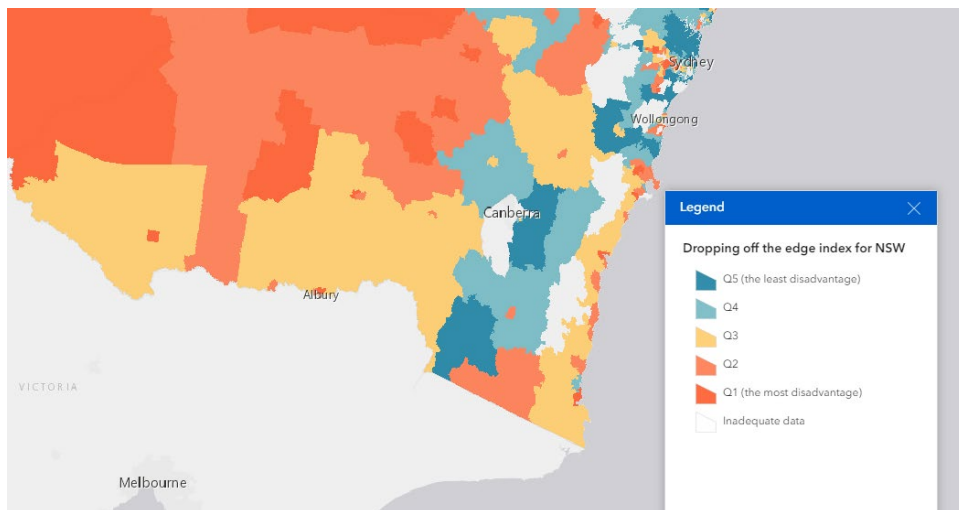 Sydney
Wollongong
Canberra
Albury
VICTORIA
Melbourne
Legend
Dropping off the edge index for NSW
Q5 (the least disadvantage)
Q4
Q3
Q2
Q1 (the most disadvantage)
Inadequate data